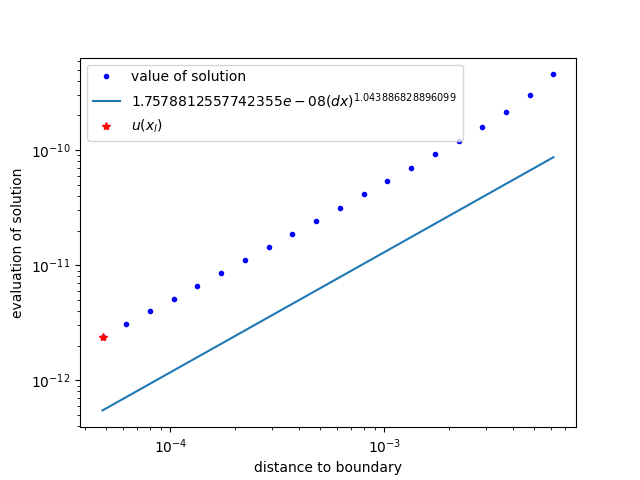 value of solution
1.7578812557742355e − 08(dx)^1.043886828896099
u(x_l)
10^−10
10^−11
10^−12
evaluation of solution
10^−4 10^−3
distance to boundary